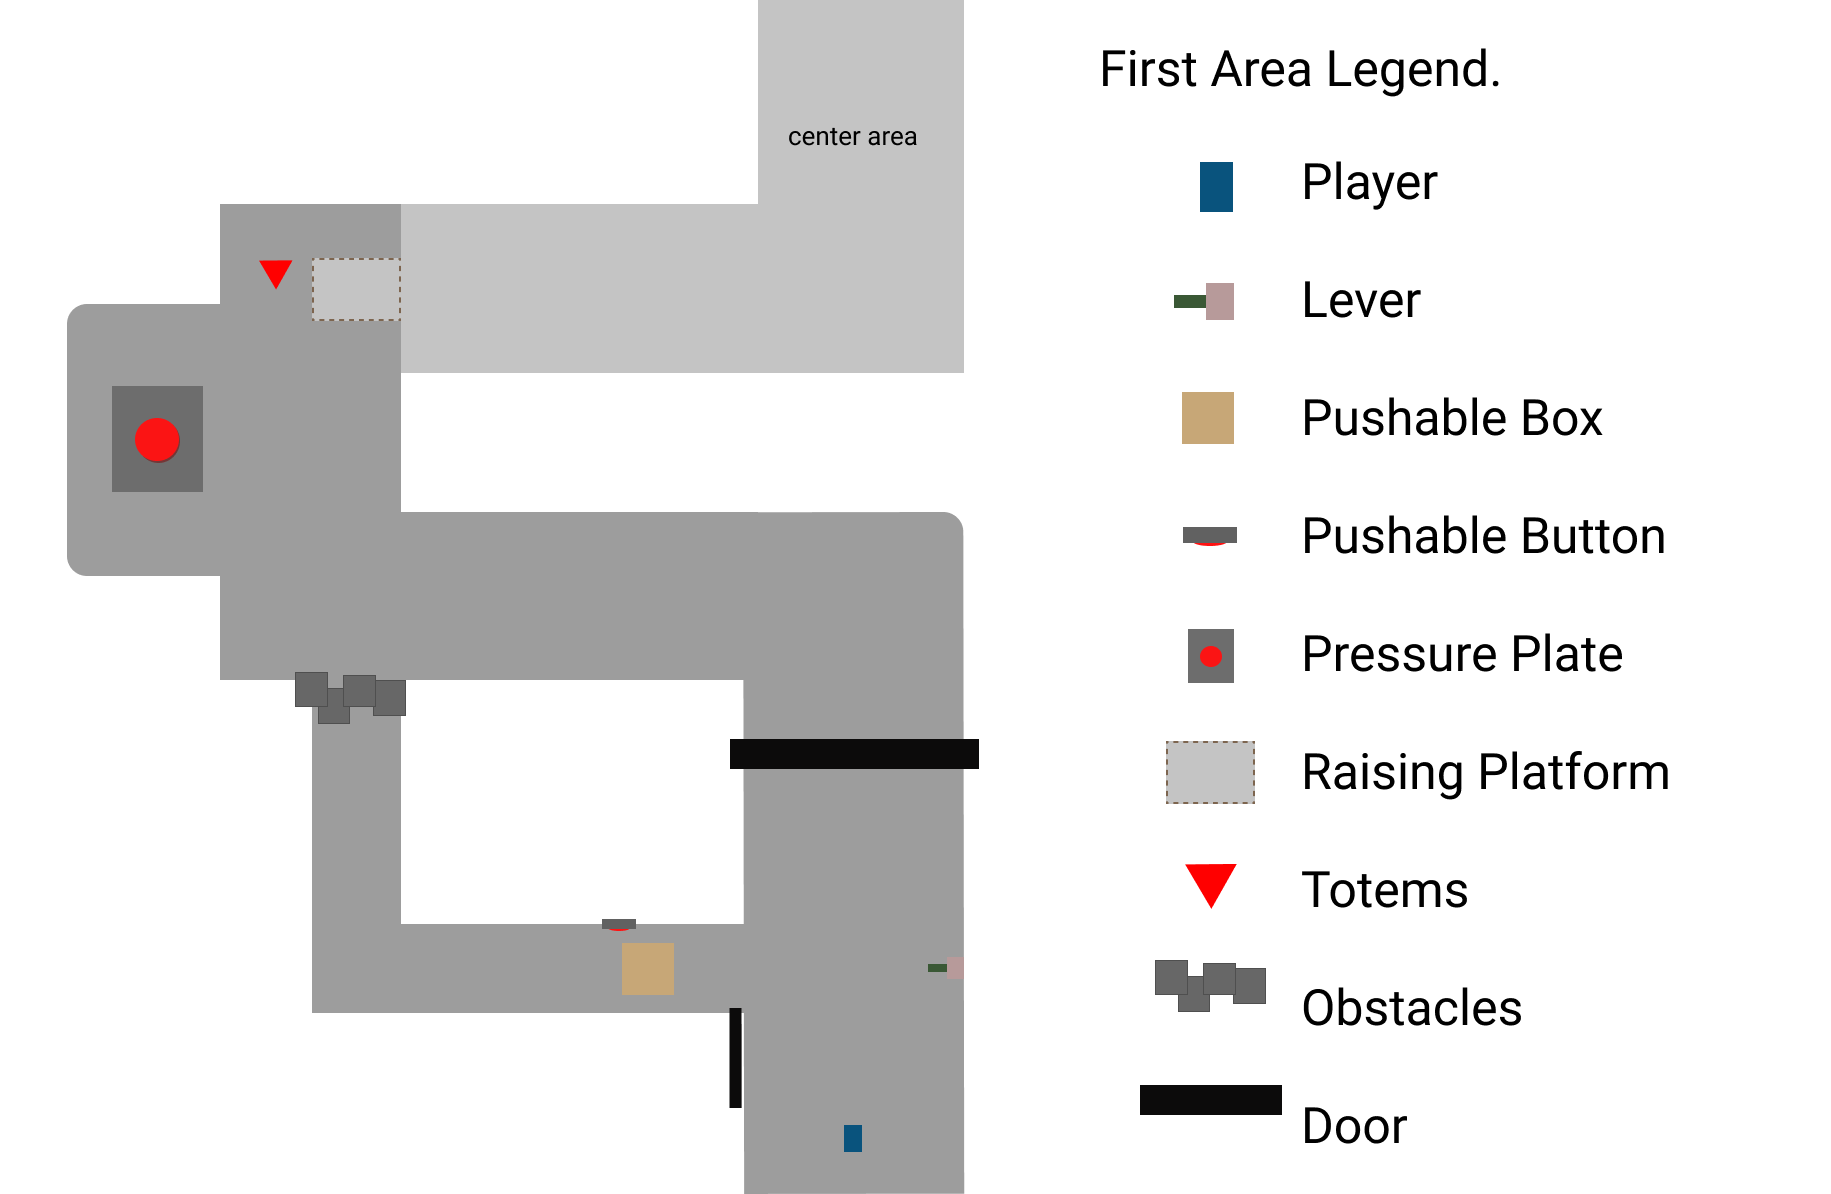 center area
First Area Legend.
Player
Lever
Pushable Box
Pushable Button
Pressure Plate
Raising Platform
Totems
Obstacles
Door